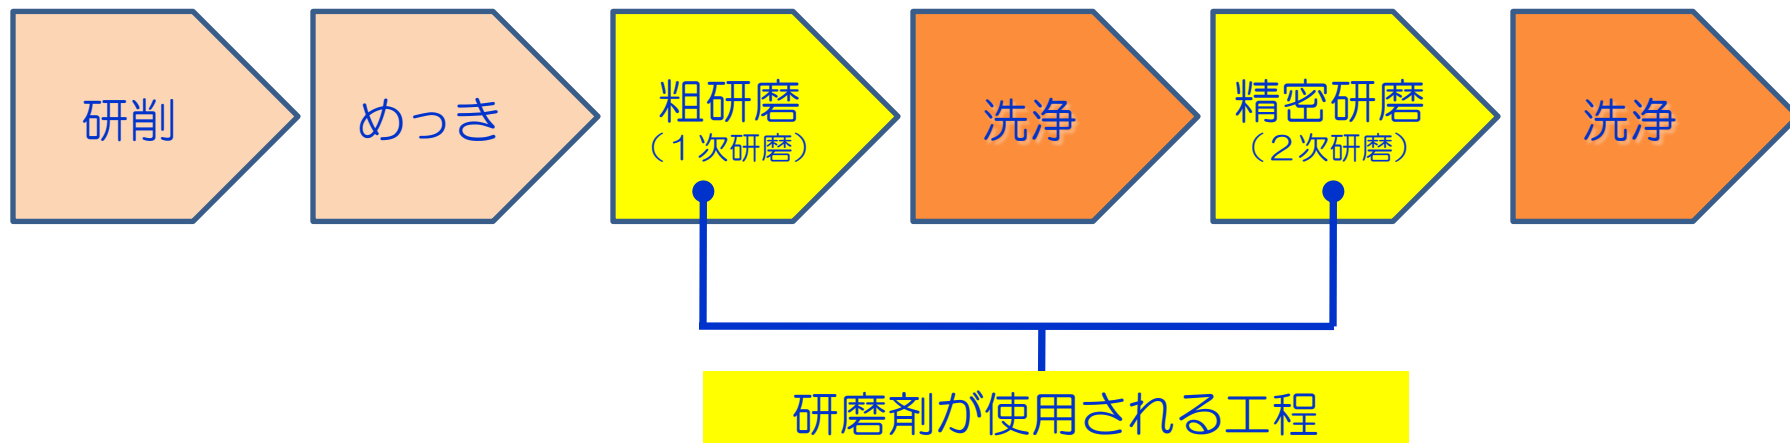 研削
めっき
粗研磨
（１次研磨）
洗浄
精密研磨
（２次研磨）
洗浄
研磨剤が使用される工程